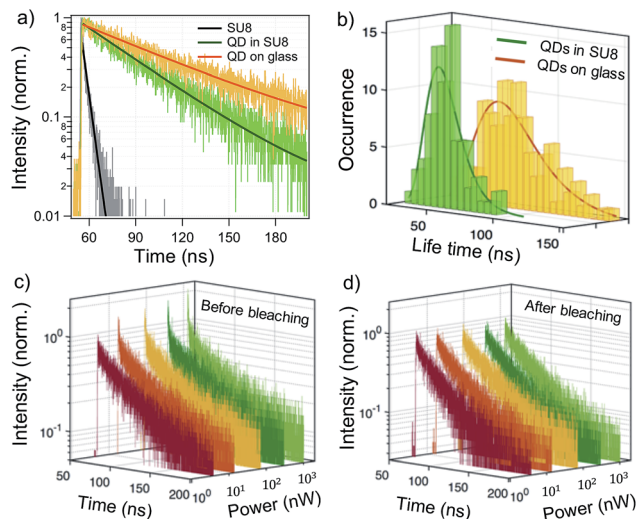 a)
SU8
QD in SU8
QD on glass
Intensity (norm.)
1
8
6
4
2
0.1
8
6
4
2
0.01
60
90
120
150
180
Time (ns)
b)
QDs in SU8
QDs on glass
Occurrence
15
10
5
0
50
100
150
Life time (ns)
c)
Before bleaching
Intensity (norm.)
10⁰
10⁻¹
50
100
150
200
Time (ns)
10⁰
10¹
10²
10³
Power (nW)
d)
After bleaching
Intensity (norm.)
10⁰
10⁻¹
50
100
150
200
Time (ns)
10⁰
10¹
10²
10³
Power (nW)